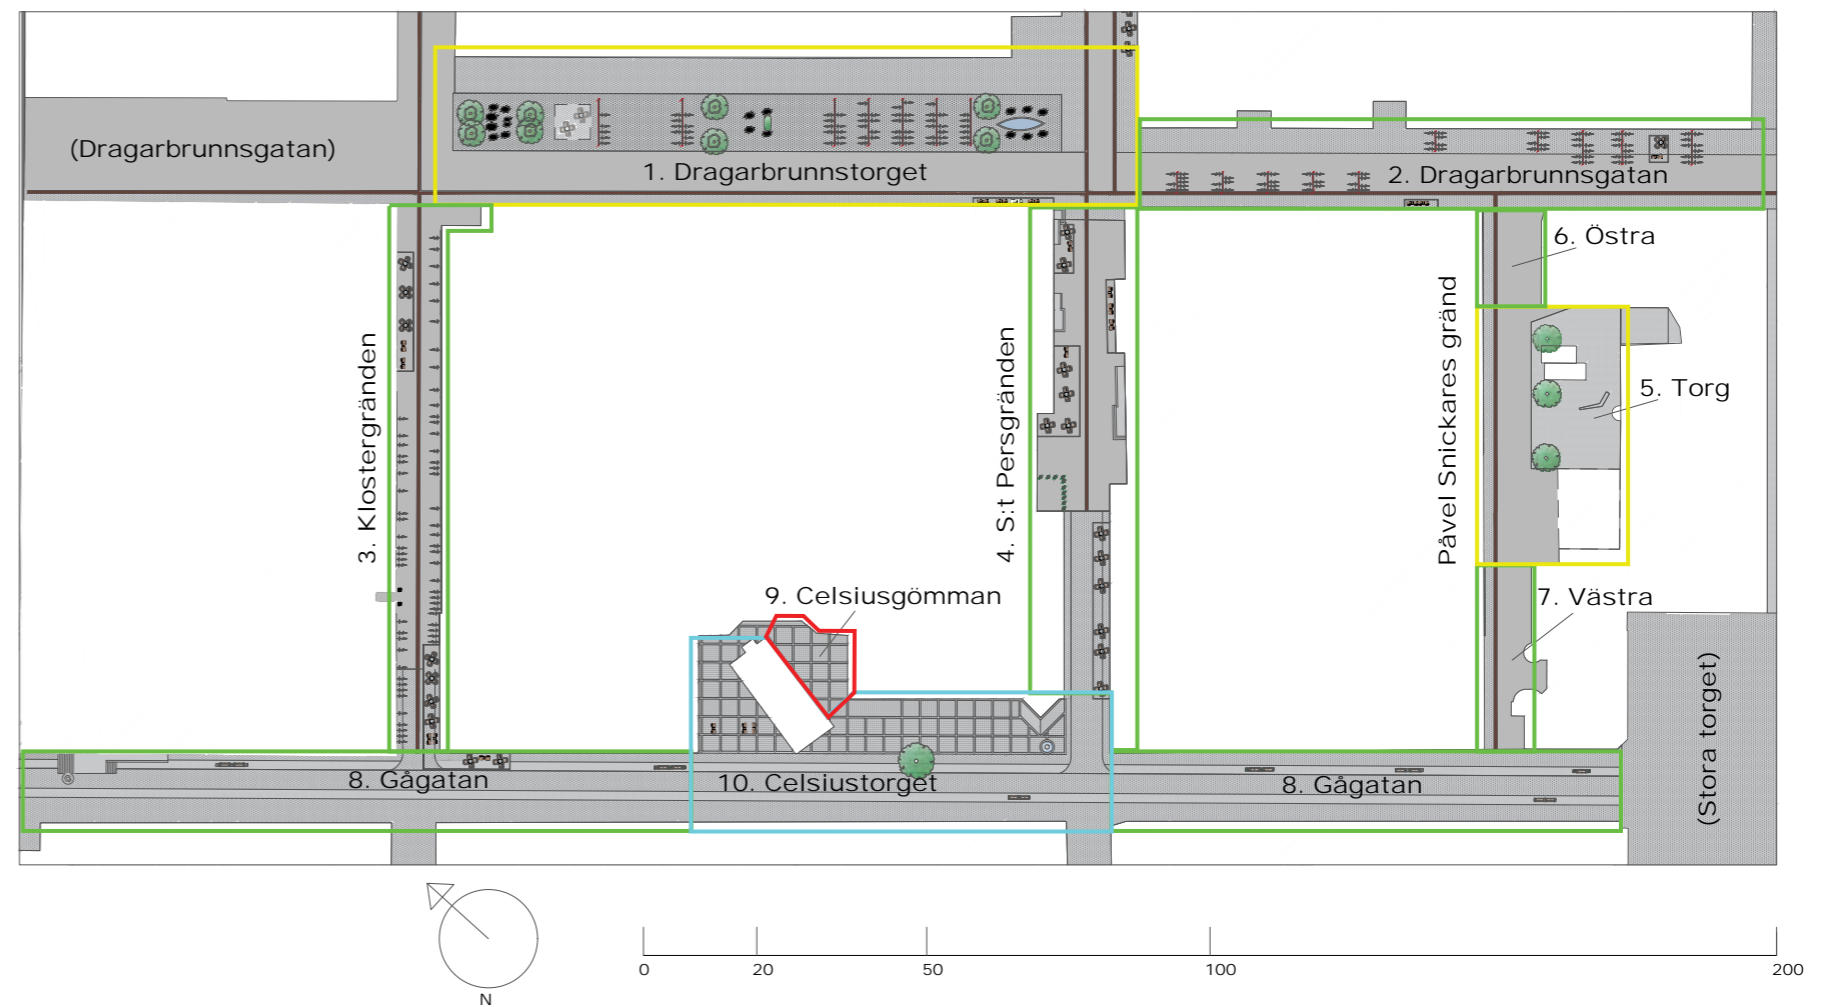 (Dragarbrunnsgatan)
1. Dragarbrunnstorget
2. Dragarbrunnsgatan
6. Östra
5. Torg
Påvel Snickares gränd
3. Klostergränden
4. S:t Persgränden
9. Celsiusgömman
7. Västra
(Stora torget)
8. Gågatan
10. Celsiustorget
8. Gågatan
0 20 50 100 200
N